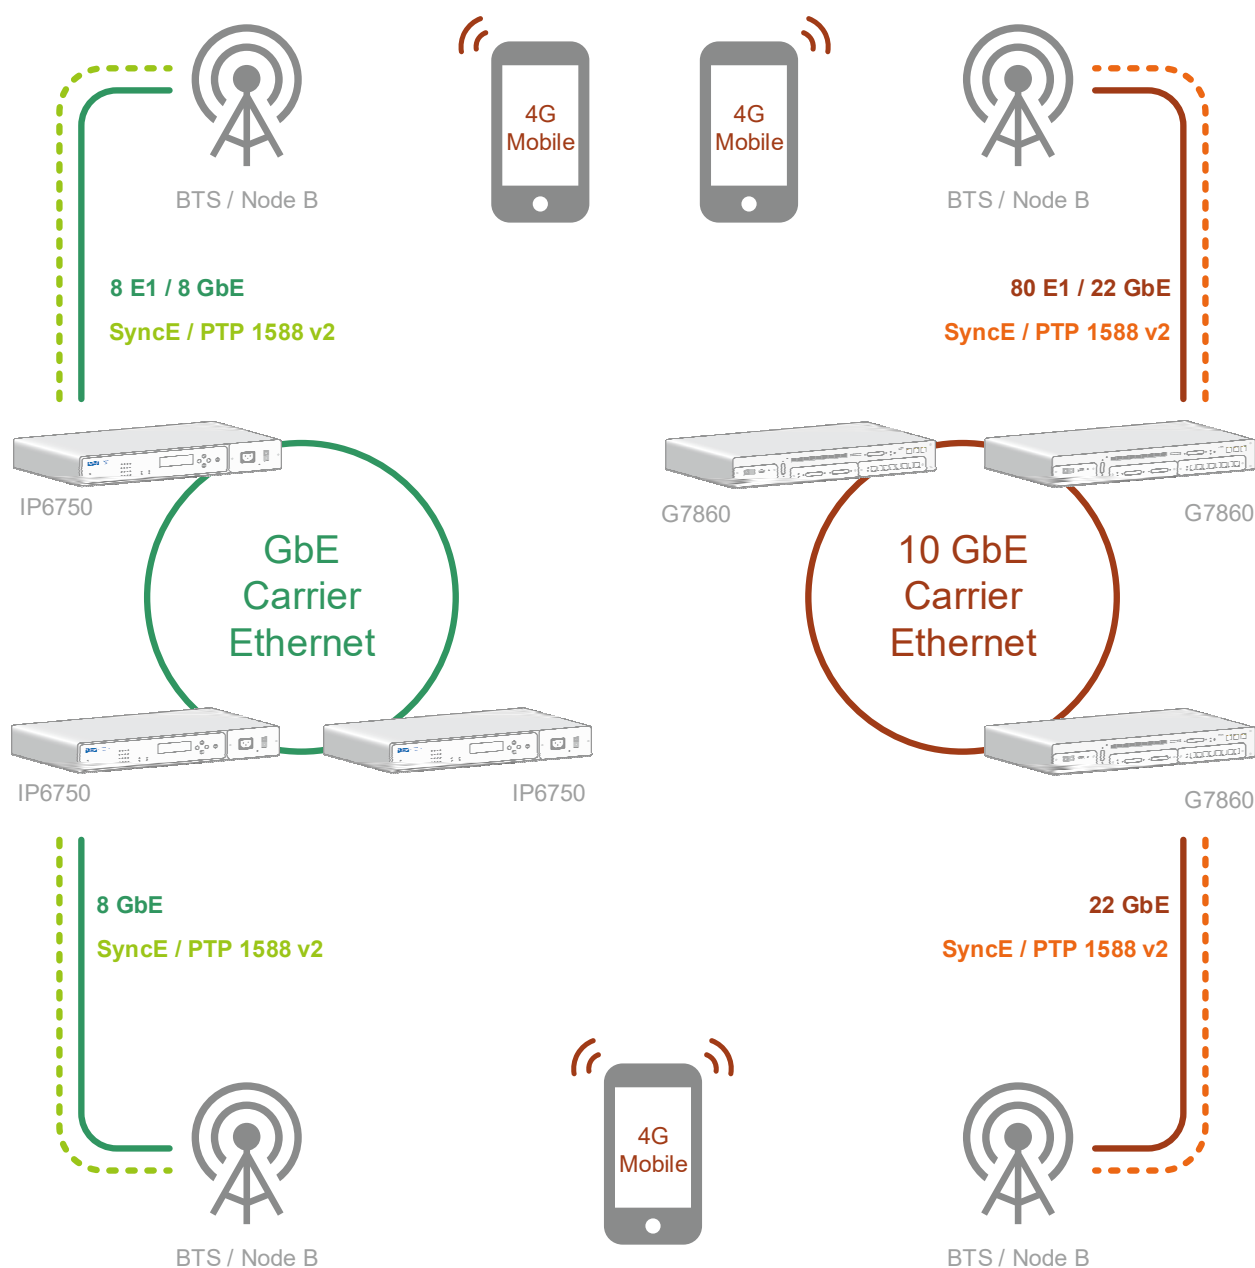 4G
Mobile
4G
Mobile
BTS / Node B
BTS / Node B
8 E1 / 8 GbE
SyncE / PTP 1588 v2
80 E1 / 22 GbE
SyncE / PTP 1588 v2
IP6750
G7860
G7860
GbE
Carrier
Ethernet
10 GbE
Carrier
Ethernet
IP6750
IP6750
G7860
8 GbE
SyncE / PTP 1588 v2
22 GbE
SyncE / PTP 1588 v2
4G
Mobile
BTS / Node B
BTS / Node B